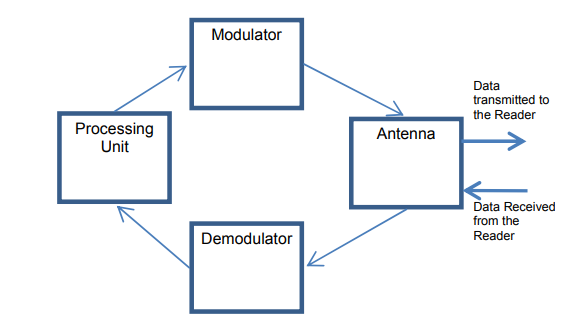 Modulator
Data
transmitted to
the Reader
Processing
Unit
Antenna
Data Received
from the
Reader
Demodulator